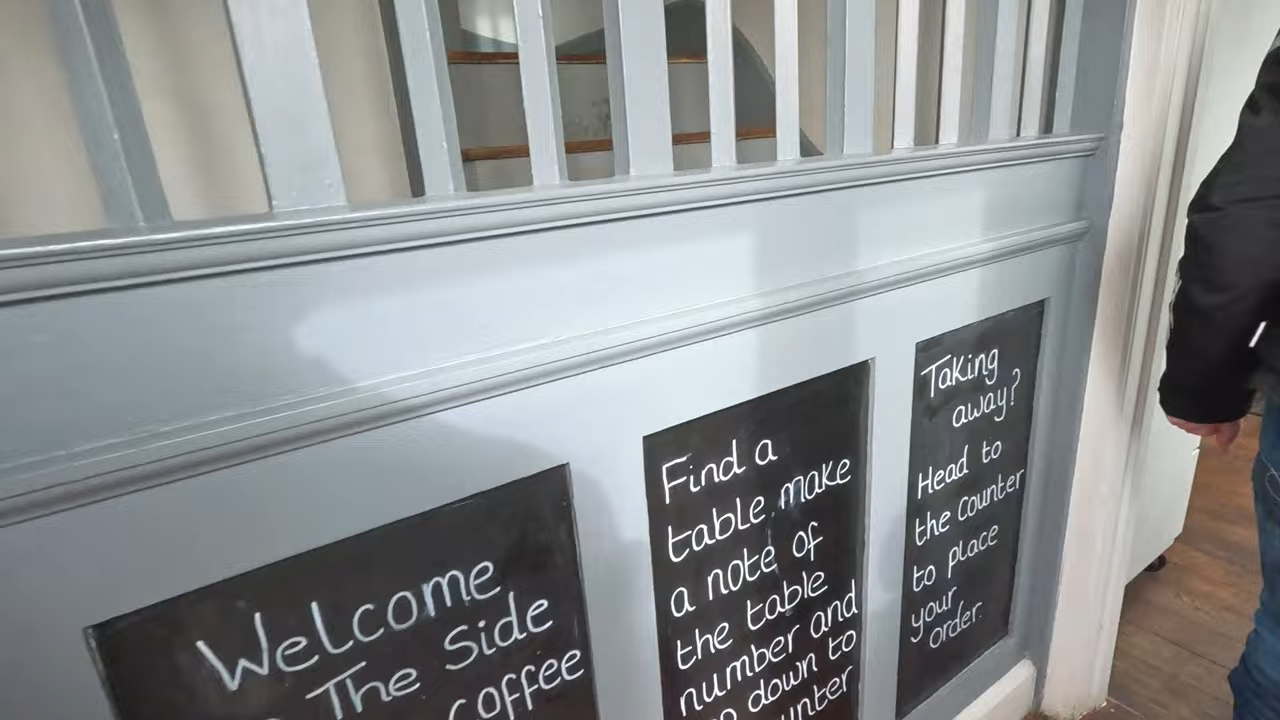 Welcome
The Side
coffee
Find a
table, make
a note of
the table
number and
down to
Taking
away?
Head to
the counter
to place
your
order.